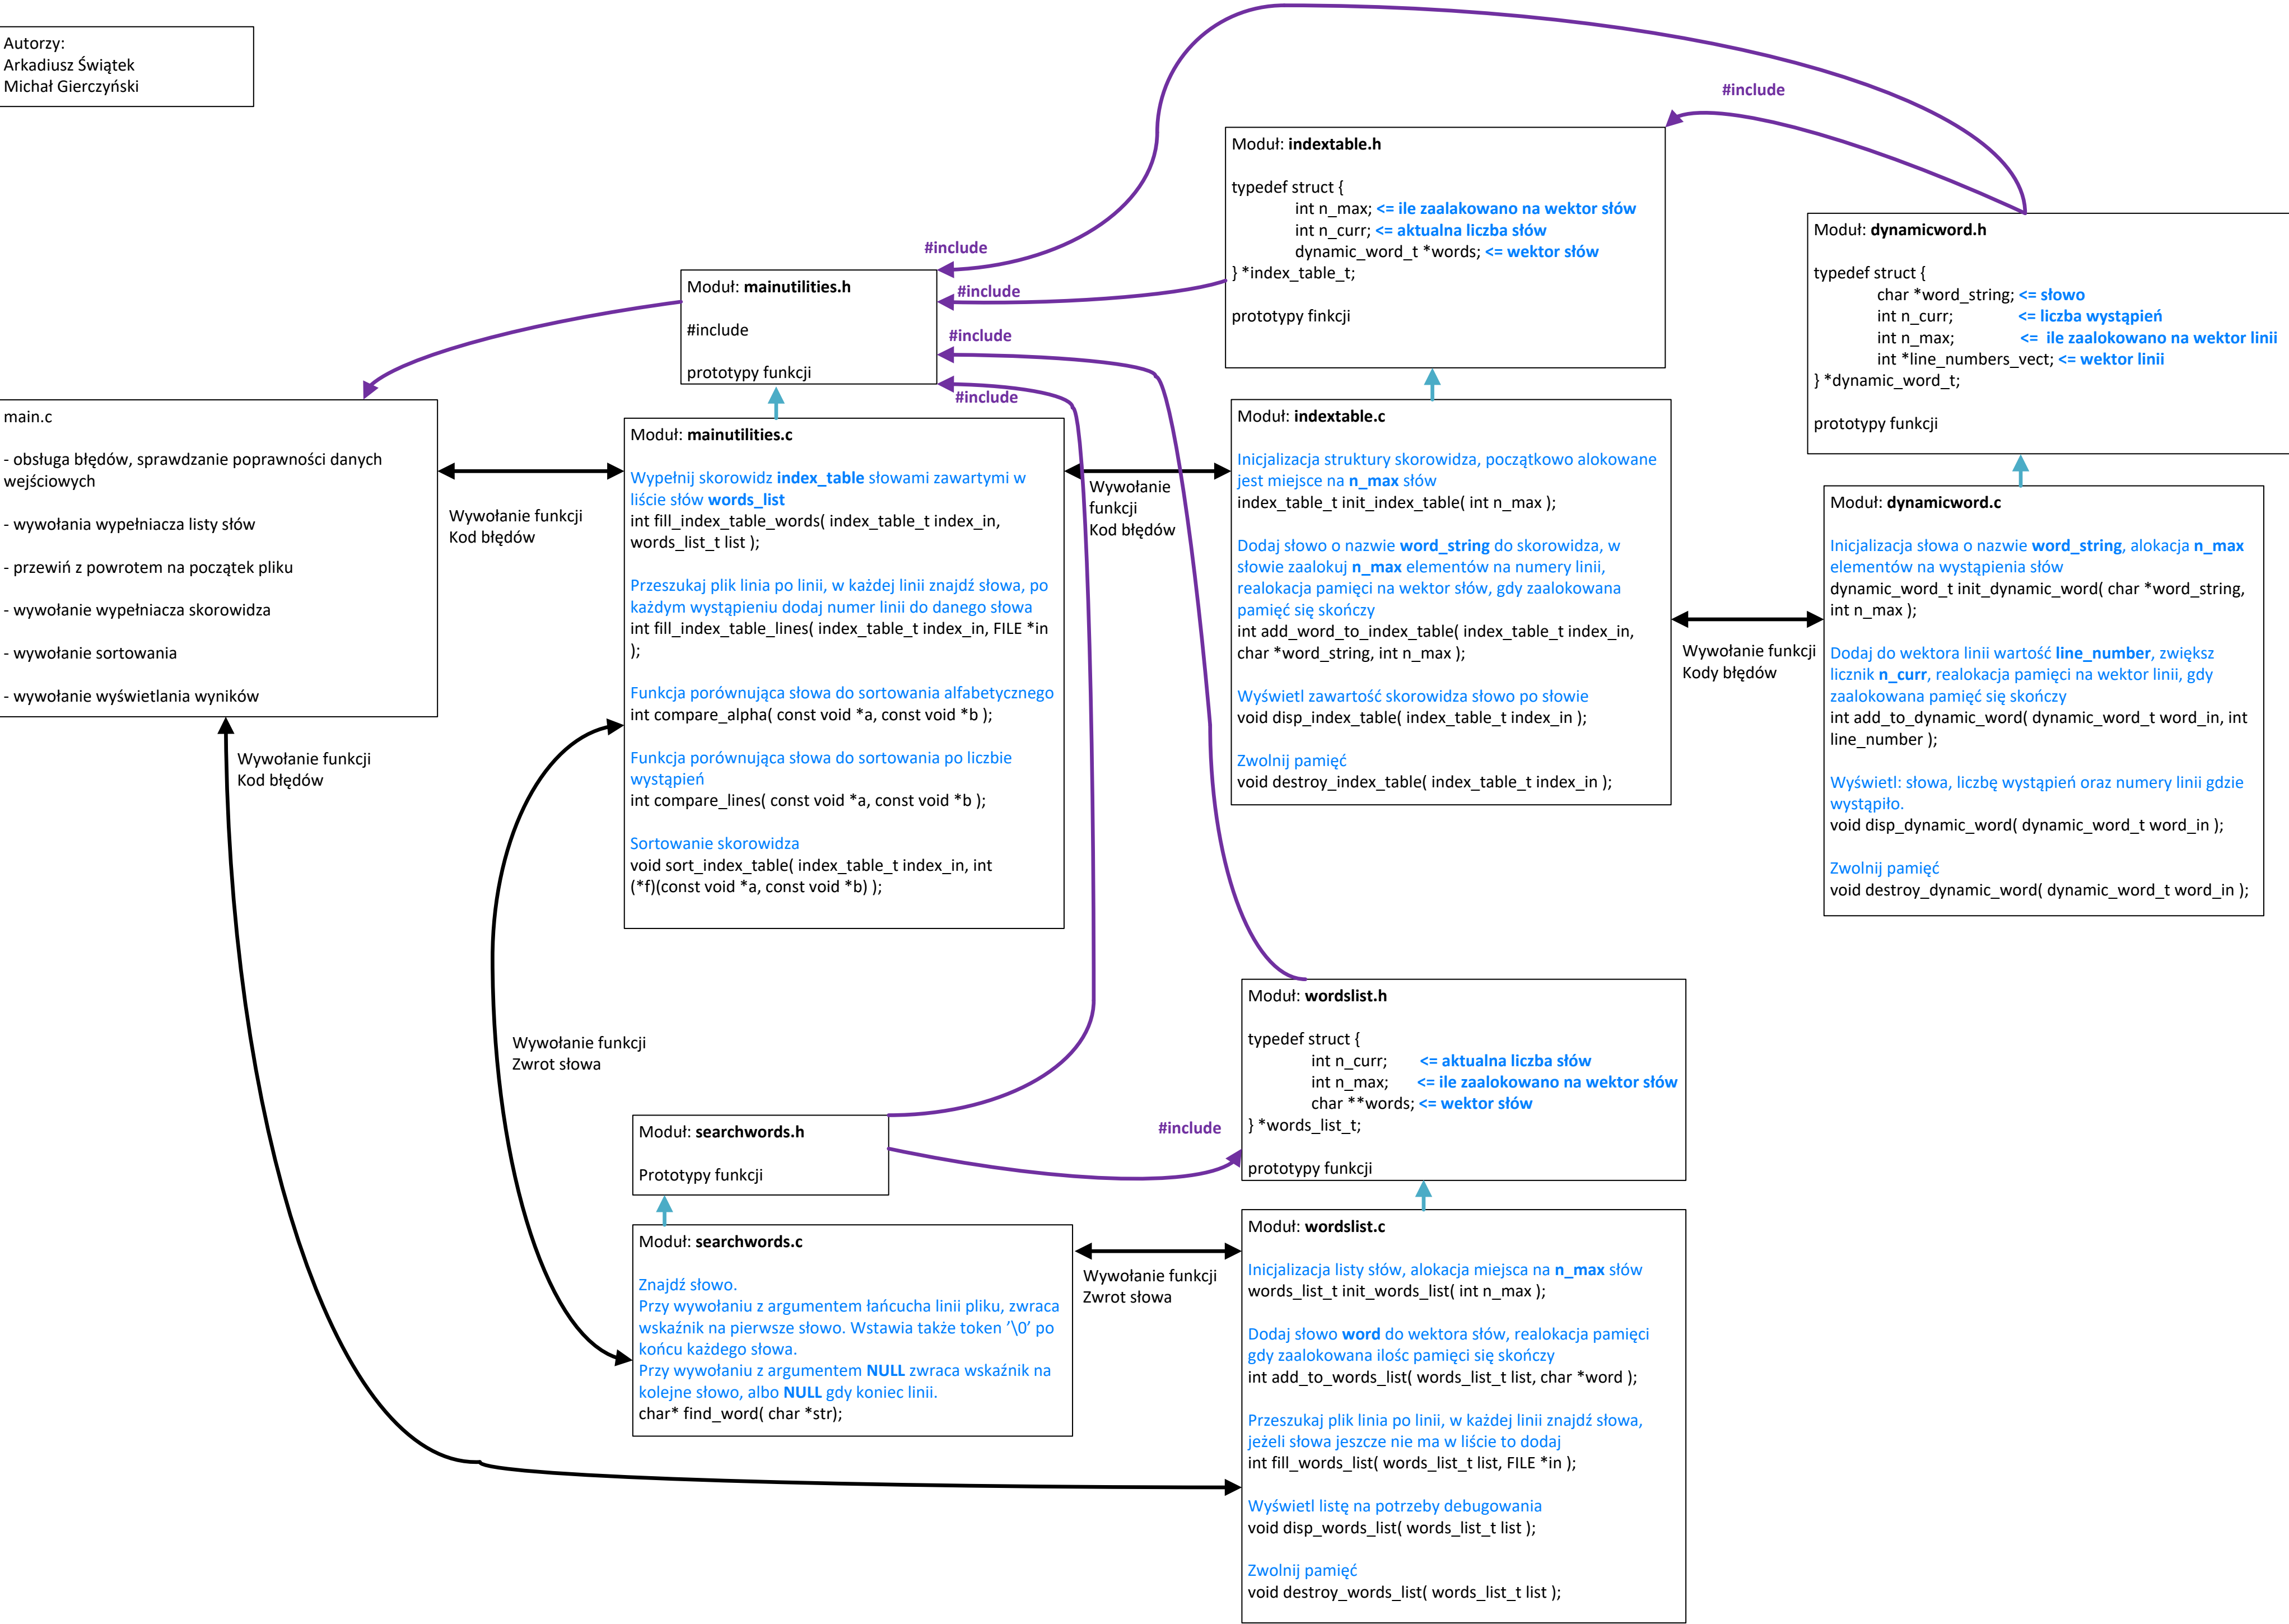 Autorzy:
Arkadiusz Świątek
Michał Gierczyński
#include
Moduł: indextable.h
typedef struct {
int n_max; <= ile zaalakowano na wektor słów
int n_curr; <= aktualna liczba słów
dynamic_word_t *words; <= wektor słów
} *index_table_t;
prototypy finkcji
Moduł: dynamicword.h
typedef struct {
char *word_string; <= słowo
int n_curr; <= liczba wystąpień
int n_max; <= ile zaalokowano na wektor linii
int *line_numbers_vect; <= wektor linii
} *dynamic_word_t;
prototypy funkcji
#include
#include
#include
#include
Moduł: mainutilities.h
#include
prototypy funkcji
main.c
- obsługa błędów, sprawdzanie poprawności danych
wejściowych
- wywołania wypełniacza listy słów
- przewiń z powrotem na początek pliku
- wywołanie wypełniacza skorowidza
- wywołanie sortowania
- wywołanie wyświetlania wyników
Wywołanie funkcji
Kod błędów
Wywołanie funkcji
Kod błędów
Moduł: mainutilities.c
Wypełnij skorowidz index_table słowami zawartymi w
liście słów words_list
int fill_index_table_words( index_table_t index_in,
words_list_t list );
Przeszukaj plik linia po linii, w każdej linii znajdź słowa, po
każdym wystąpieniu dodaj numer linii do danego słowa
int fill_index_table_lines( index_table_t index_in, FILE *in
);
Funkcja porównująca słowa do sortowania alfabetycznego
int compare_alpha( const void *a, const void *b );
Funkcja porównująca słowa do sortowania po liczbie
wystąpień
int compare_lines( const void *a, const void *b );
Sortowanie skorowidza
void sort_index_table( index_table_t index_in, int
(*f)(const void *a, const void *b) );
Wywołanie
funkcji
Kod błędów
Moduł: indextable.c
Inicjalizacja struktury skorowidza, początkowo alokowane
jest miejsce na n_max słów
index_table_t init_index_table( int n_max );
Dodaj słowo o nazwie word_string do skorowidza, w
słowie zaalokuj n_max elementów na numery linii,
realokacja pamięci na wektor słów, gdy zaalokowana
pamięć się skończy
int add_word_to_index_table( index_table_t index_in,
char *word_string, int n_max );
Wyświetl zawartość skorowidza słowo po słowie
void disp_index_table( index_table_t index_in );
Zwolnij pamięć
void destroy_index_table( index_table_t index_in );
Wywołanie funkcji
Kody błędów
Moduł: dynamicword.c
Inicjalizacja słowa o nazwie word_string, alokacja n_max
elementów na wystąpienia słów
dynamic_word_t init_dynamic_word( char *word_string,
int n_max );
Dodaj do wektora linii wartość line_number, zwiększ
licznik n_curr, realokacja pamięci na wektor linii, gdy
zaalokowana pamięć się skończy
int add_to_dynamic_word( dynamic_word_t word_in, int
line_number );
Wyświetl: słowa, liczbę wystąpień oraz numery linii gdzie
wystąpiło.
void disp_dynamic_word( dynamic_word_t word_in );
Zwolnij pamięć
void destroy_dynamic_word( dynamic_word_t word_in );
Wywołanie funkcji
Zwrot słowa
Moduł: searchwords.h
Prototypy funkcji
#include
Moduł: wordslist.h
typedef struct {
int n_curr; <= aktualna liczba słów
int n_max; <= ile zaalokowano na wektor słów
char **words; <= wektor słów
} *words_list_t;
prototypy funkcji
Moduł: searchwords.c
Znajdź słowo.
Przy wywołaniu z argumentem łańcucha linii pliku, zwraca
wskaźnik na pierwsze słowo. Wstawia także token '\0' po
końcu każdego słowa.
Przy wywołaniu z argumentem NULL zwraca wskaźnik na
kolejne słowo, albo NULL gdy koniec linii.
char* find_word( char *str);
Wywołanie funkcji
Zwrot słowa
Moduł: wordslist.c
Inicjalizacja listy słów, alokacja miejsca na n_max słów
words_list_t init_words_list( int n_max );
Dodaj słowo word do wektora słów, realokacja pamięci
gdy zaalokowana ilośc pamięci się skończy
int add_to_words_list( words_list_t list, char *word );
Przeszukaj plik linia po linii, w każdej linii znajdź słowa,
jeżeli słowa jeszcze nie ma w liście to dodaj
int fill_words_list( words_list_t list, FILE *in );
Wyświetl listę na potrzeby debugowania
void disp_words_list( words_list_t list );
Zwolnij pamięć
void destroy_words_list( words_list_t list );